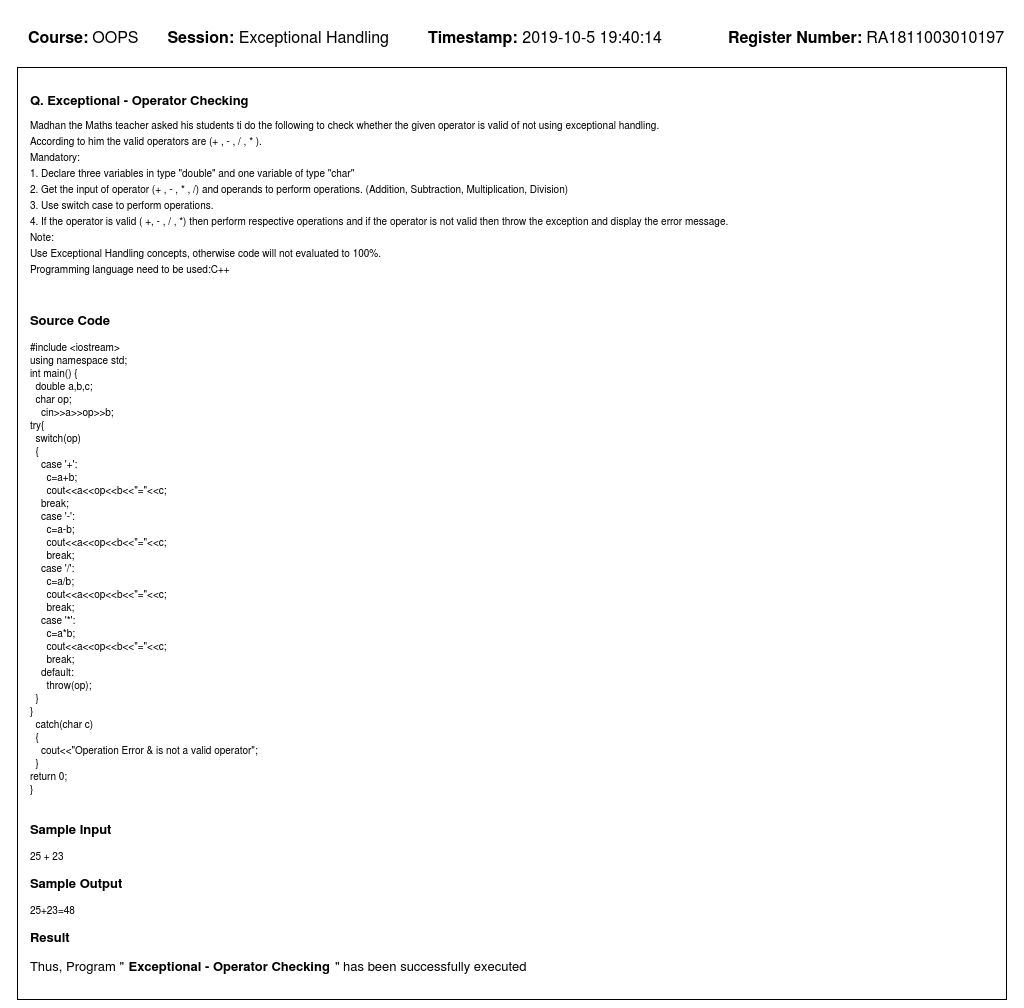 Course: OOPS Session: Exceptional Handling Timestamp: 2019-10-5 19:40:14 Register Number: RA1811003010197
Q. Exceptional - Operator Checking
Madhan the Maths teacher asked his students ti do the following to check whether the given operator is valid of not using exceptional handling.
According to him the valid operators are (+ , - , / , * ).
Mandatory:
1. Declare three variables in type "double" and one variable of type "char"
2. Get the input of operator (+ , - , * , /) and operands to perform operations. (Addition, Subtraction, Multiplication, Division)
3. Use switch case to perform operations.
4. If the operator is valid ( +, - , / , *) then perform respective operations and if the operator is not valid then throw the exception and display the error message.
Note:
Use Exceptional Handling concepts, otherwise code will not evaluated to 100%.
Programming language need to be used:C++
Source Code
#include <iostream>
using namespace std;
int main() {
  double a,b,c;
  char op;
    cin>>a>>op>>b;
try{
  switch(op)
  {
    case '+':
      c=a+b;
      cout<<a<<op<<b<<"="<<c;
    break;
    case '-':
      c=a-b;
      cout<<a<<op<<b<<"="<<c;
      break;
    case '/':
      c=a/b;
      cout<<a<<op<<b<<"="<<c;
      break;
    case '*':
      c=a*b;
      cout<<a<<op<<b<<"="<<c;
      break;
    default:
      throw(op);
  }
}
  catch(char c)
  {
    cout<<"Operation Error & is not a valid operator";
  }
return 0;
}
Sample Input
25 + 23
Sample Output
25+23=48
Result
Thus, Program " Exceptional - Operator Checking " has been successfully executed